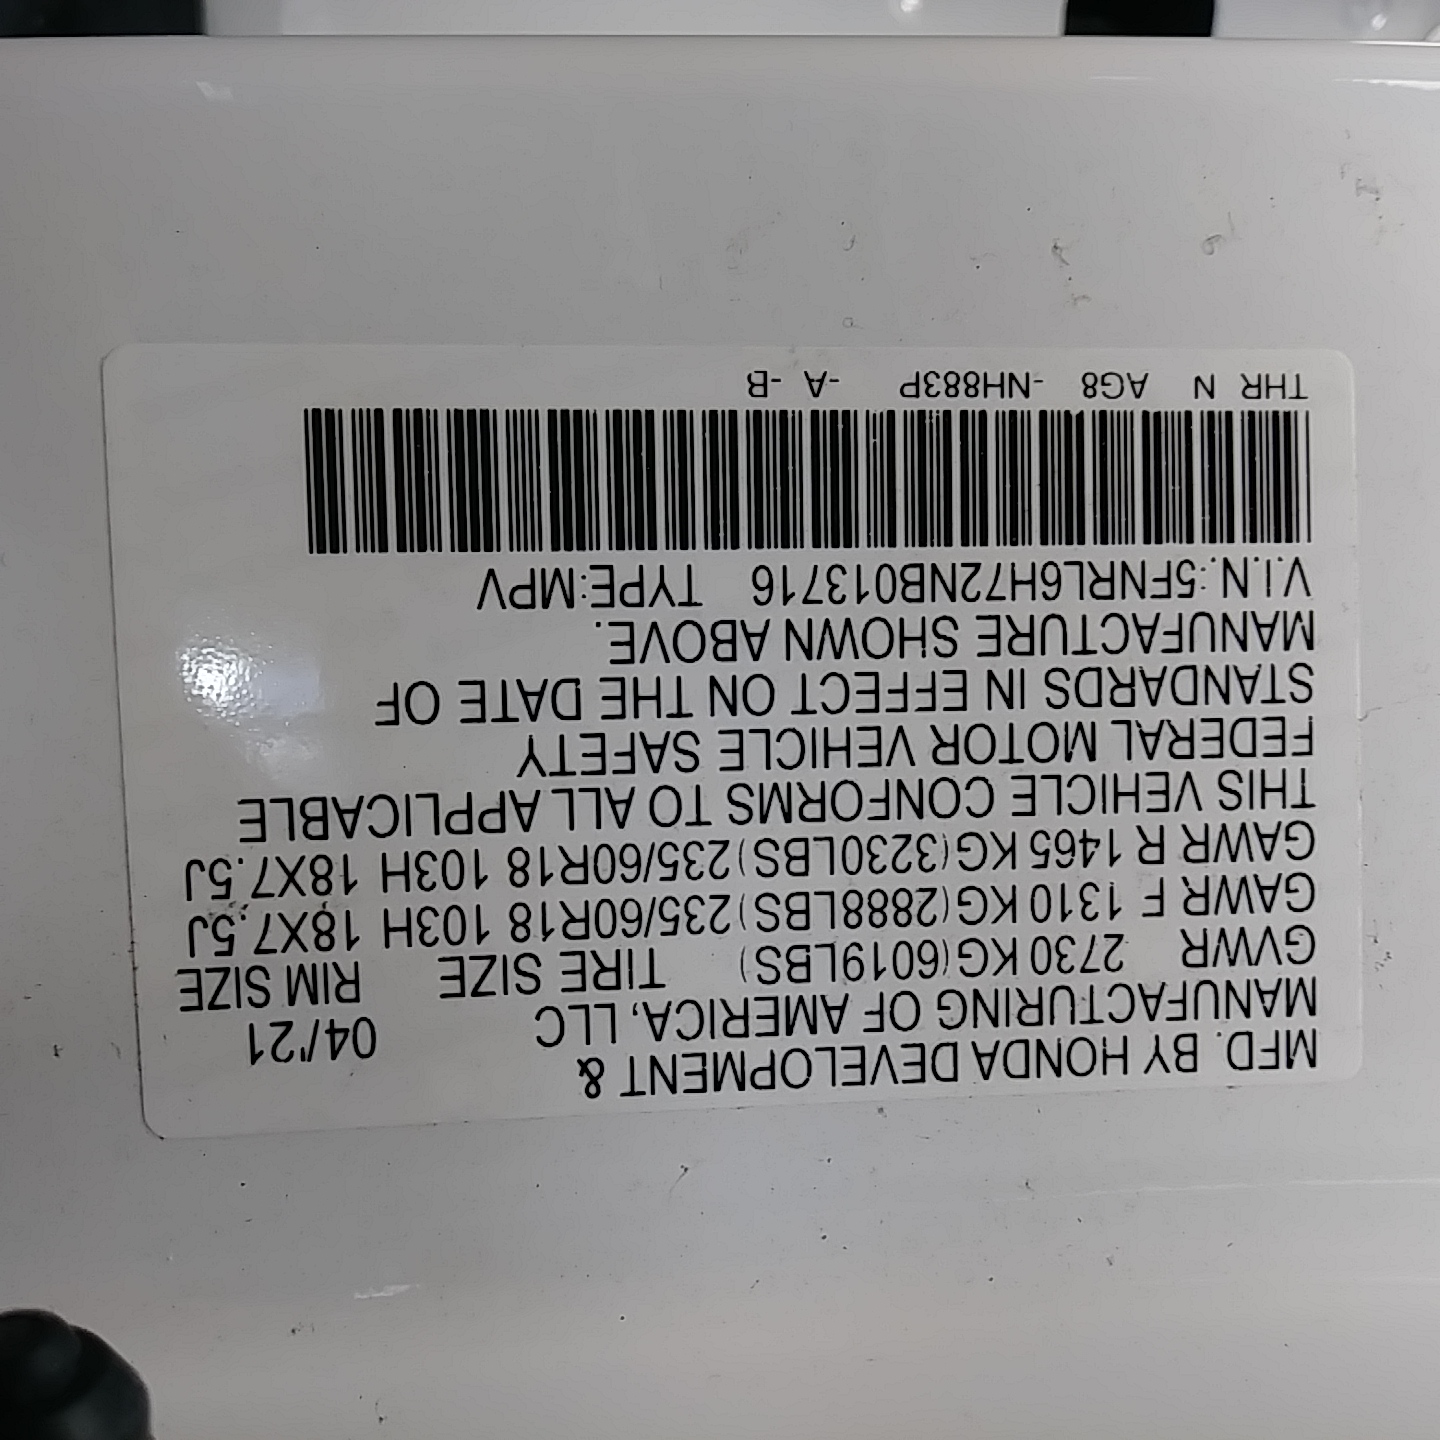 MFD. BY HONDA DEVELOPMENT &
MANUFACTURING OF AMERICA, LLC 04/21
GVWR 2730 KG(6019LBS) TIRE SIZE RIM SIZE
GAWR F 1310 KG(2888LBS) 235/60R18 103H 18X7.5J
GAWR R 1465 KG(3230LBS) 235/60R18 103H 18X7.5J
THIS VEHICLE CONFORMS TO ALL APPLICABLE
FEDERAL MOTOR VEHICLE SAFETY
STANDARDS IN EFFECT ON THE DATE OF
MANUFACTURE SHOWN ABOVE.
V.I.N.:5FNRL6H72NB013716 TYPE:MPV
THR N AG8 -NH883P -A -B